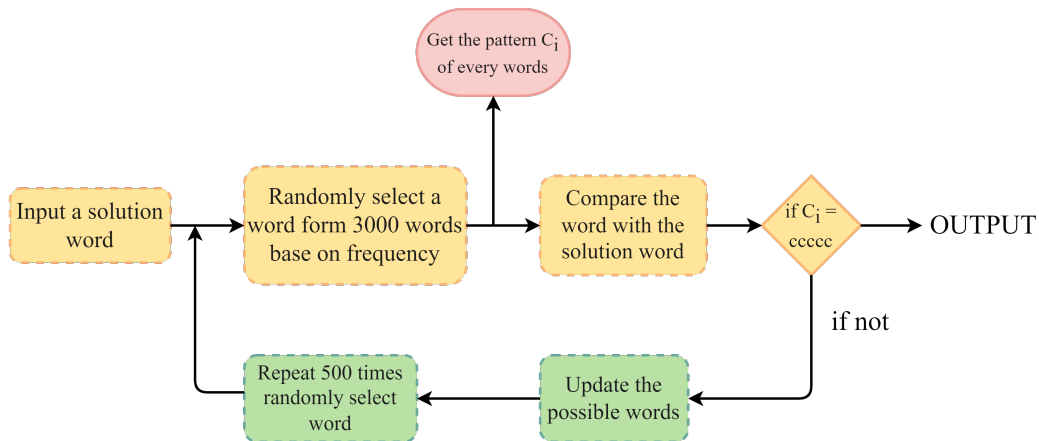 Get the pattern Ci
of every words
Input a solution
word
Randomly select a
word form 3000 words
base on frequency
Compare the
word with the
solution word
if Ci =
ccccc
OUTPUT
if not
Update the
possible words
Repeat 500 times
randomly select
word